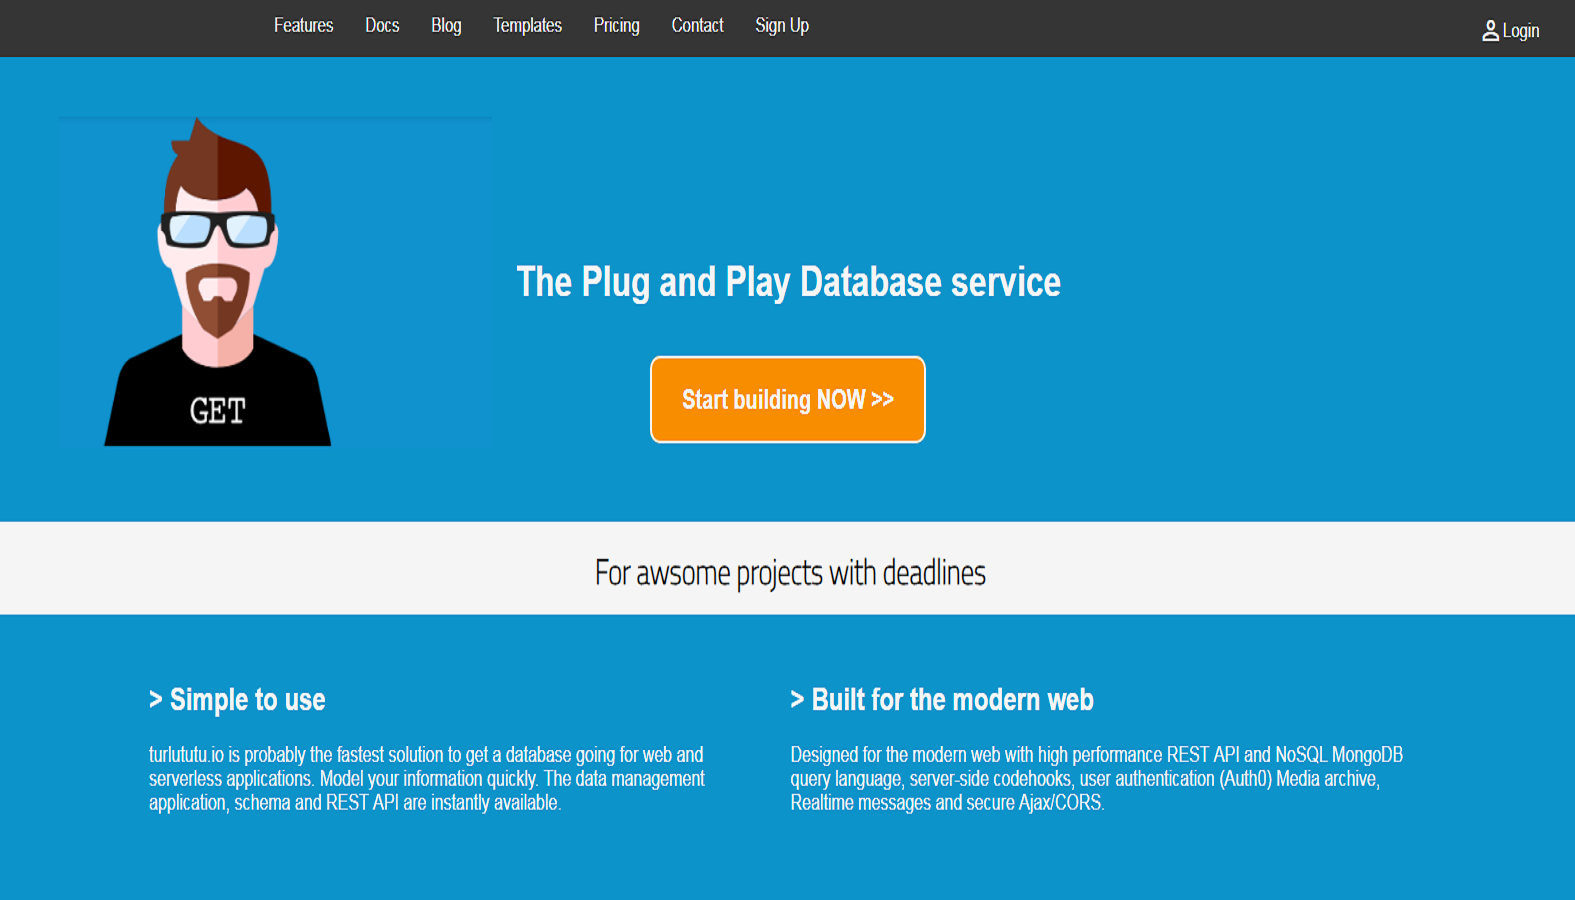 Features Docs Blog Templates Pricing Contact Sign Up Login
GET
The Plug and Play Database service
Start building NOW >>
For awsome projects with deadlines
> Simple to use
turlututu.io is probably the fastest solution to get a database going for web and
serverless applications. Model your information quickly. The data management
application, schema and REST API are instantly available.
> Built for the modern web
Designed for the modern web with high performance REST API and NoSQL MongoDB
query language, server-side codehooks, user authentication (Auth0) Media archive,
Realtime messages and secure Ajax/CORS.